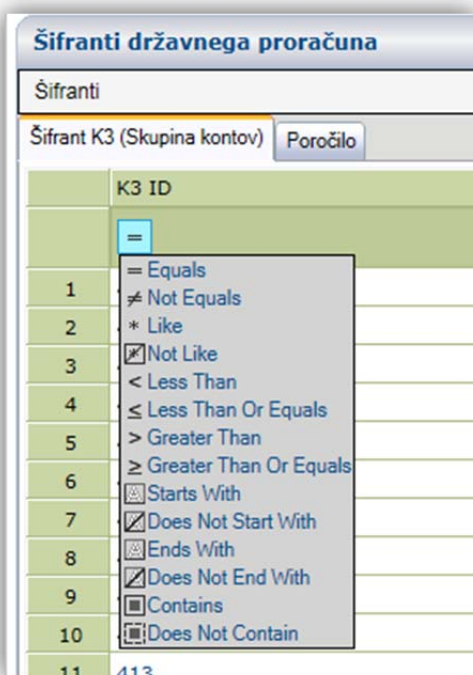 Šifranti državnega proračuna
Šifranti
Šifrant K3 (Skupina kontov) Poročilo
K3 ID
=
= Equals
≠ Not Equals
* Like
Not Like
< Less Than
≤ Less Than Or Equals
> Greater Than
≥ Greater Than Or Equals
Starts With
Does Not Start With
Ends With
Does Not End With
Contains
Does Not Contain
1
2
3
4
5
6
7
8
9
10
11 413